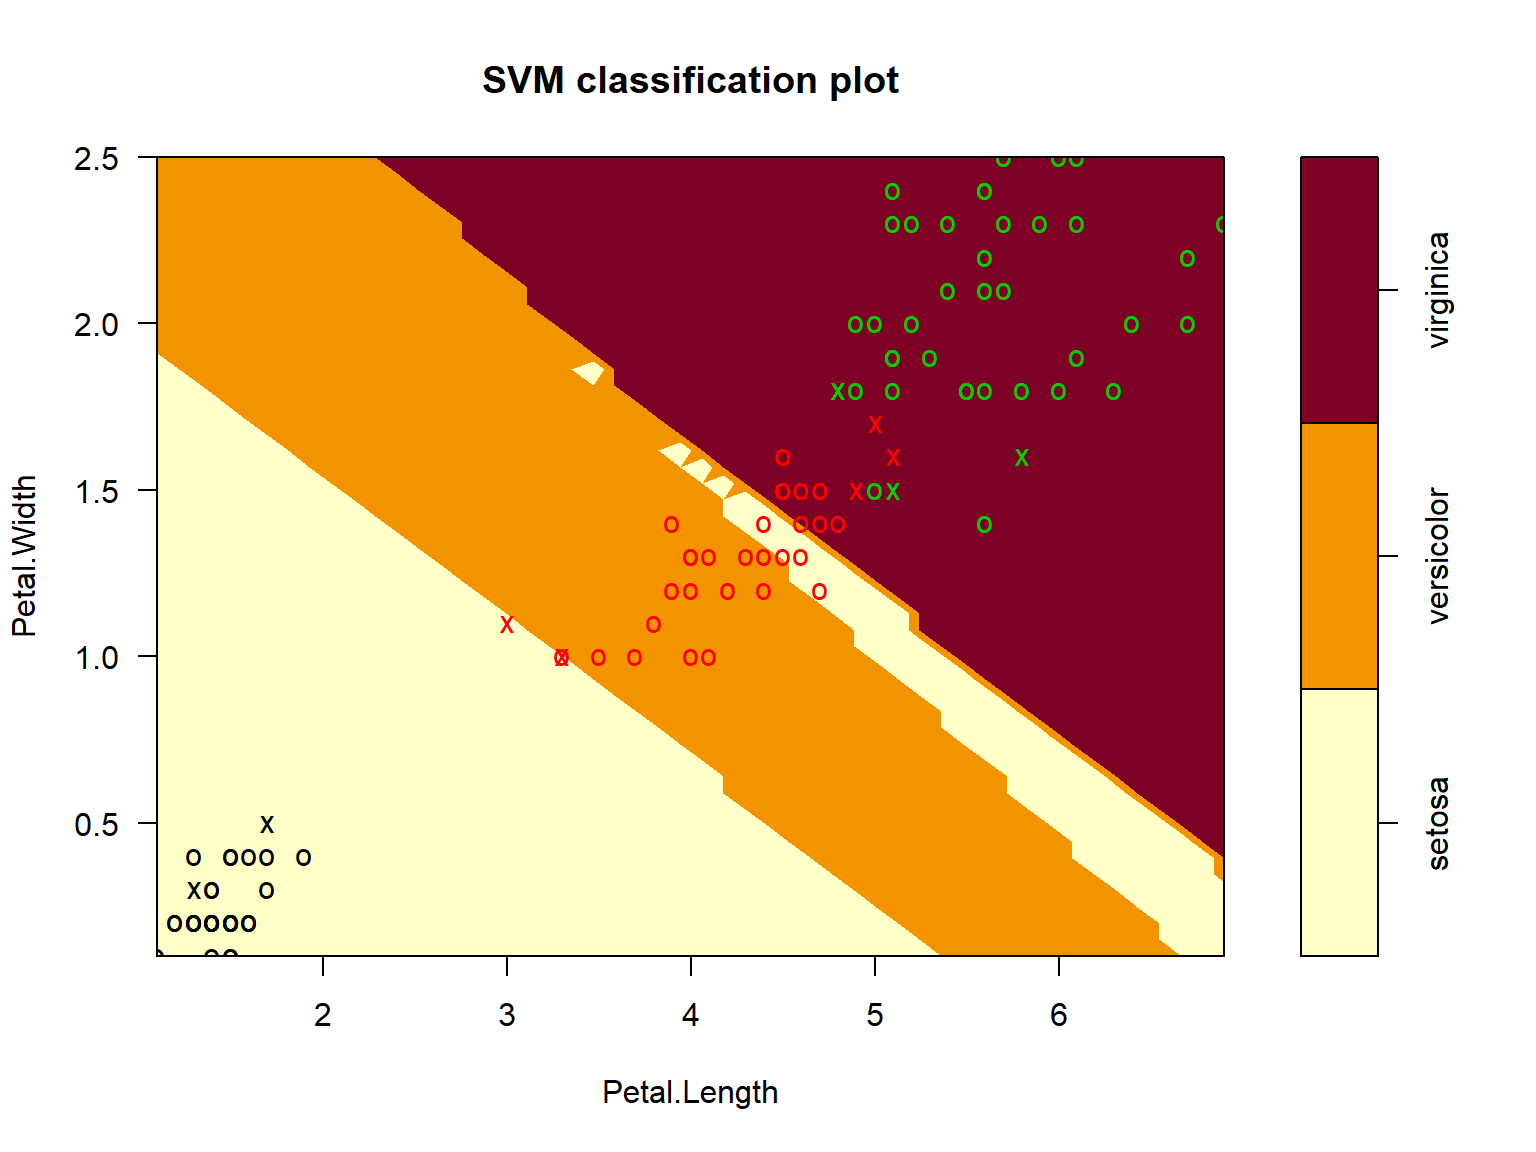 SVM classification plot
2.5
2.0
1.5
1.0
0.5
Petal.Width
2 3 4 5 6
Petal.Length
virginica
versicolor
setosa